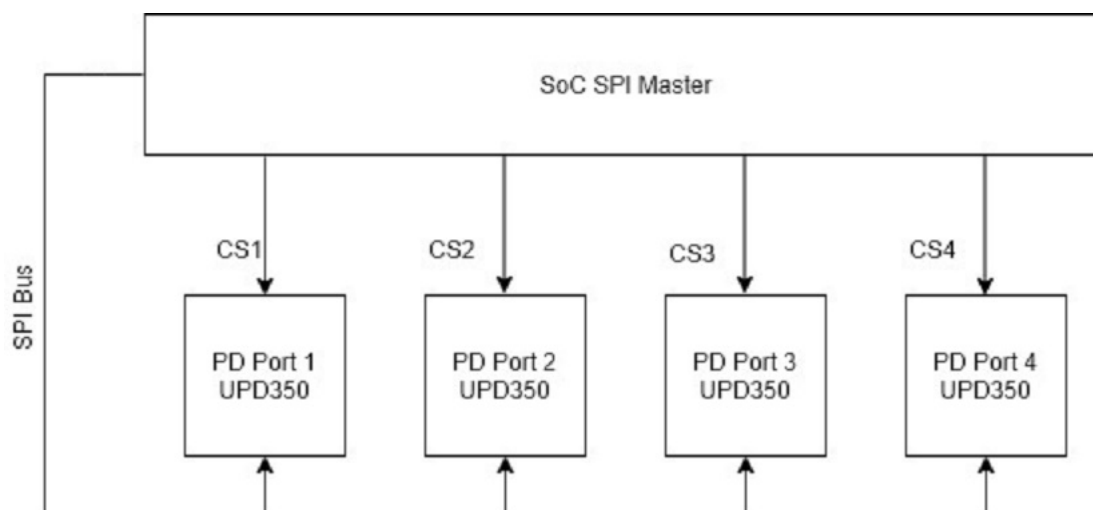 SoC SPI Master
CS1
CS2
CS3
CS4
SPI Bus
PD Port 1
UPD350
PD Port 2
UPD350
PD Port 3
UPD350
PD Port 4
UPD350